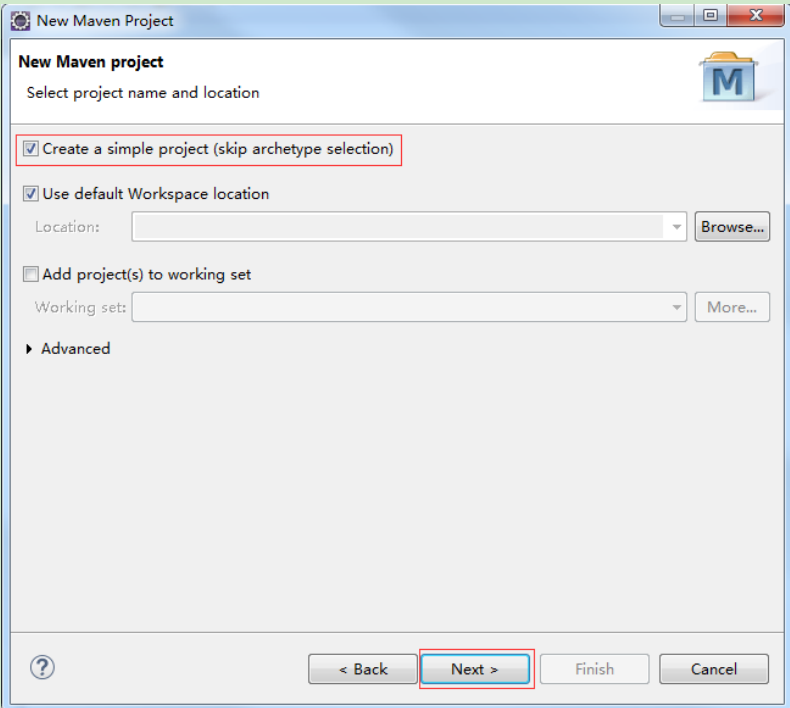 New Maven Project
New Maven project
Select project name and location
M
Create a simple project (skip archetype selection)
Use default Workspace location
Location:
Browse...
Add project(s) to working set
Working set:
More...
Advanced
?
< Back
Next >
Finish
Cancel